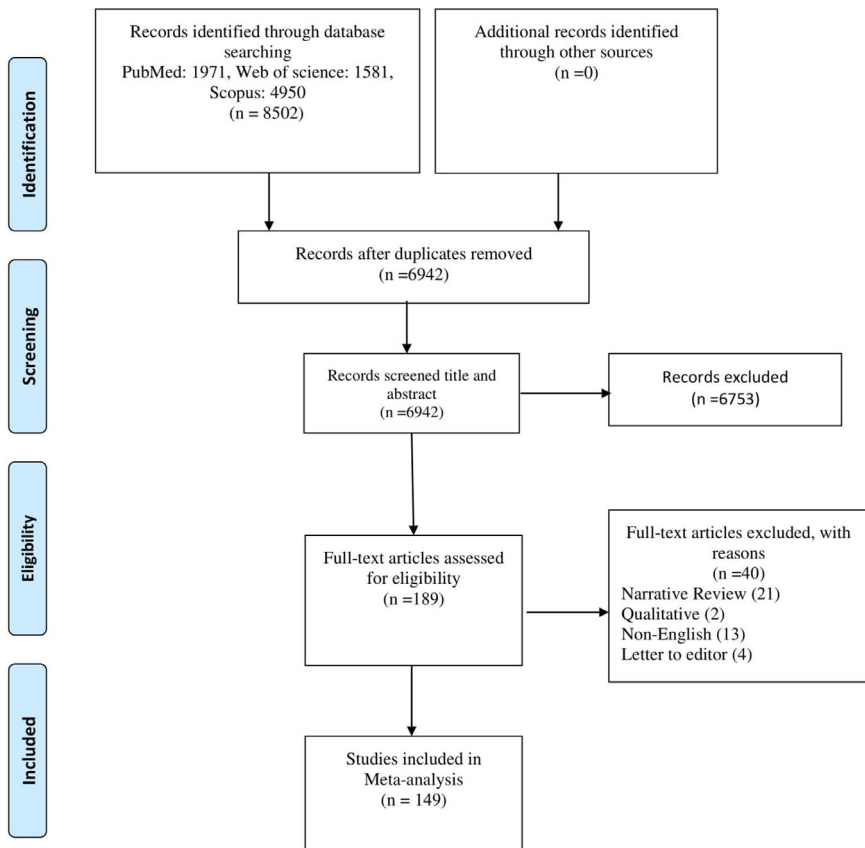 Records identified through database
searching
PubMed: 1971, Web of science: 1581,
Scopus: 4950
(n = 8502)
Additional records identified
through other sources
(n =0)
Identification
Records after duplicates removed
(n =6942)
Screening
Records screened title and
abstract
(n =6942)
Records excluded
(n =6753)
Eligibility
Full-text articles assessed
for eligibility
(n =189)
Full-text articles excluded, with
reasons
(n =40)
Narrative Review (21)
Qualitative (2)
Non-English (13)
Letter to editor (4)
Included
Studies included in
Meta-analysis
(n = 149)